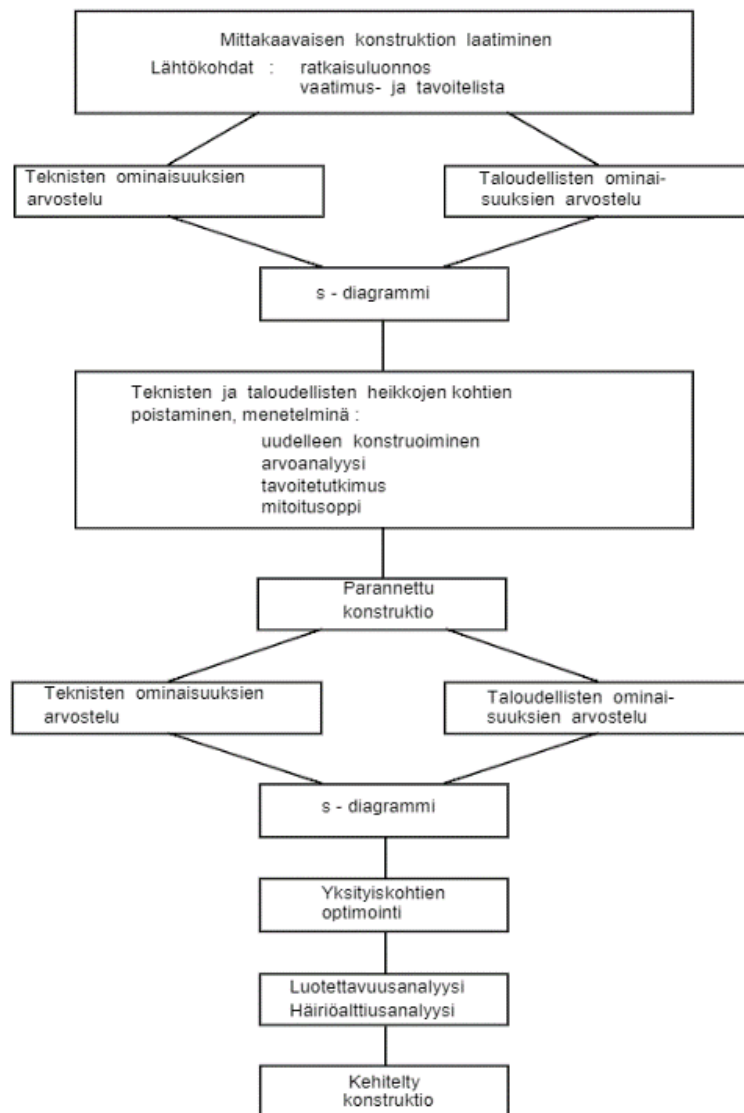 Mittakaavaisen konstruktion laatiminen
Lähtökohdat : ratkaisuluonnos
vaatimus- ja tavoitelista
Teknisten ominaisuuksien
arvostelu
Taloudellisten ominai-
suuksien arvostelu
s - diagrammi
Teknisten ja taloudellisten heikkojen kohtien
poistaminen, menetelminä :
uudelleen konstruoiminen
arvoanalyysi
tavoitetutkimus
mitoitusoppi
Parannettu
konstruktio
Teknisten ominaisuuksien
arvostelu
Taloudellisten ominai-
suuksien arvostelu
s - diagrammi
Yksityiskohtien
optimointi
Luotettavuusanalyysi
Häiriöalttiusanalyysi
Kehitelty
konstruktio